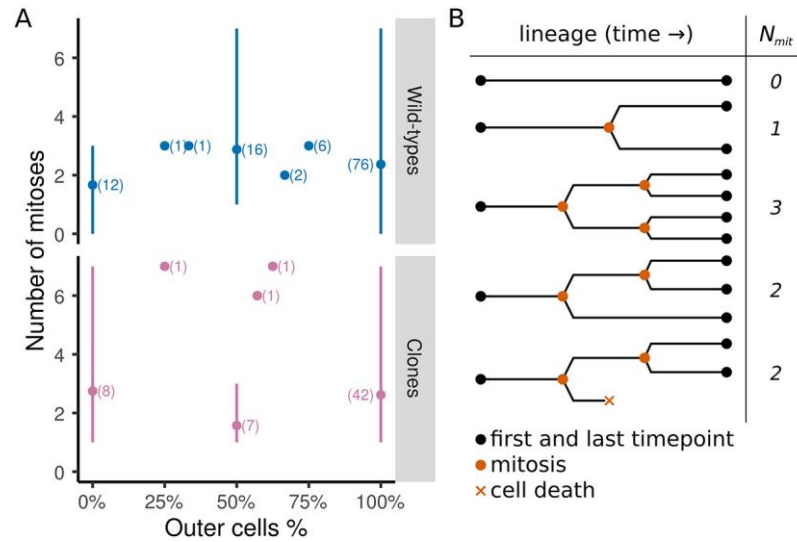 A
Number of mitoses
6
4
2
0
(12)
(1)
(1)
(16)
(2)
(6)
(76)
Wild-types
6
4
2
0
(8)
(1)
(7)
(1)
(1)
(42)
Clones
0%
25%
50%
75%
100%
Outer cells %
B
lineage (time →)
N_mit
0
1
3
2
2
first and last timepoint
mitosis
cell death